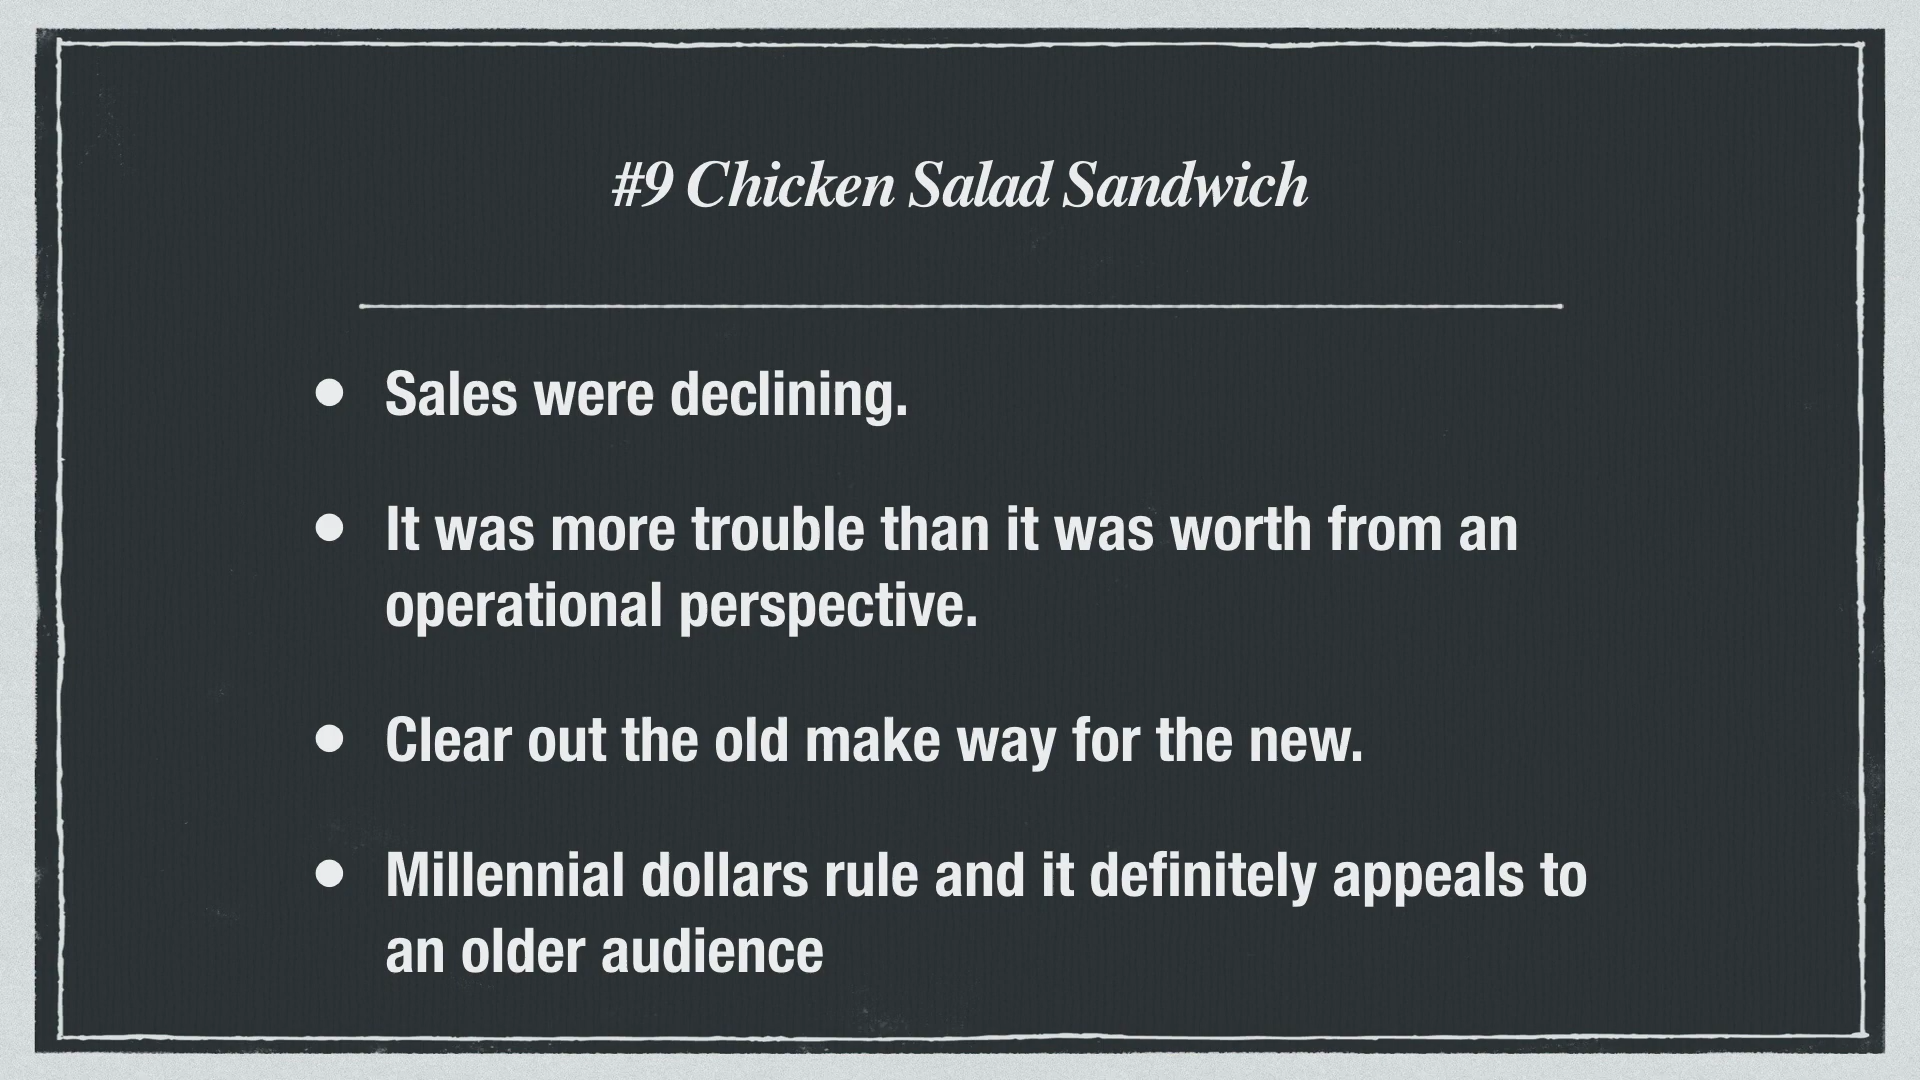 #9 Chicken Salad Sandwich
• Sales were declining.
• It was more trouble than it was worth from an
operational perspective.
• Clear out the old make way for the new.
• Millennial dollars rule and it definitely appeals to
an older audience